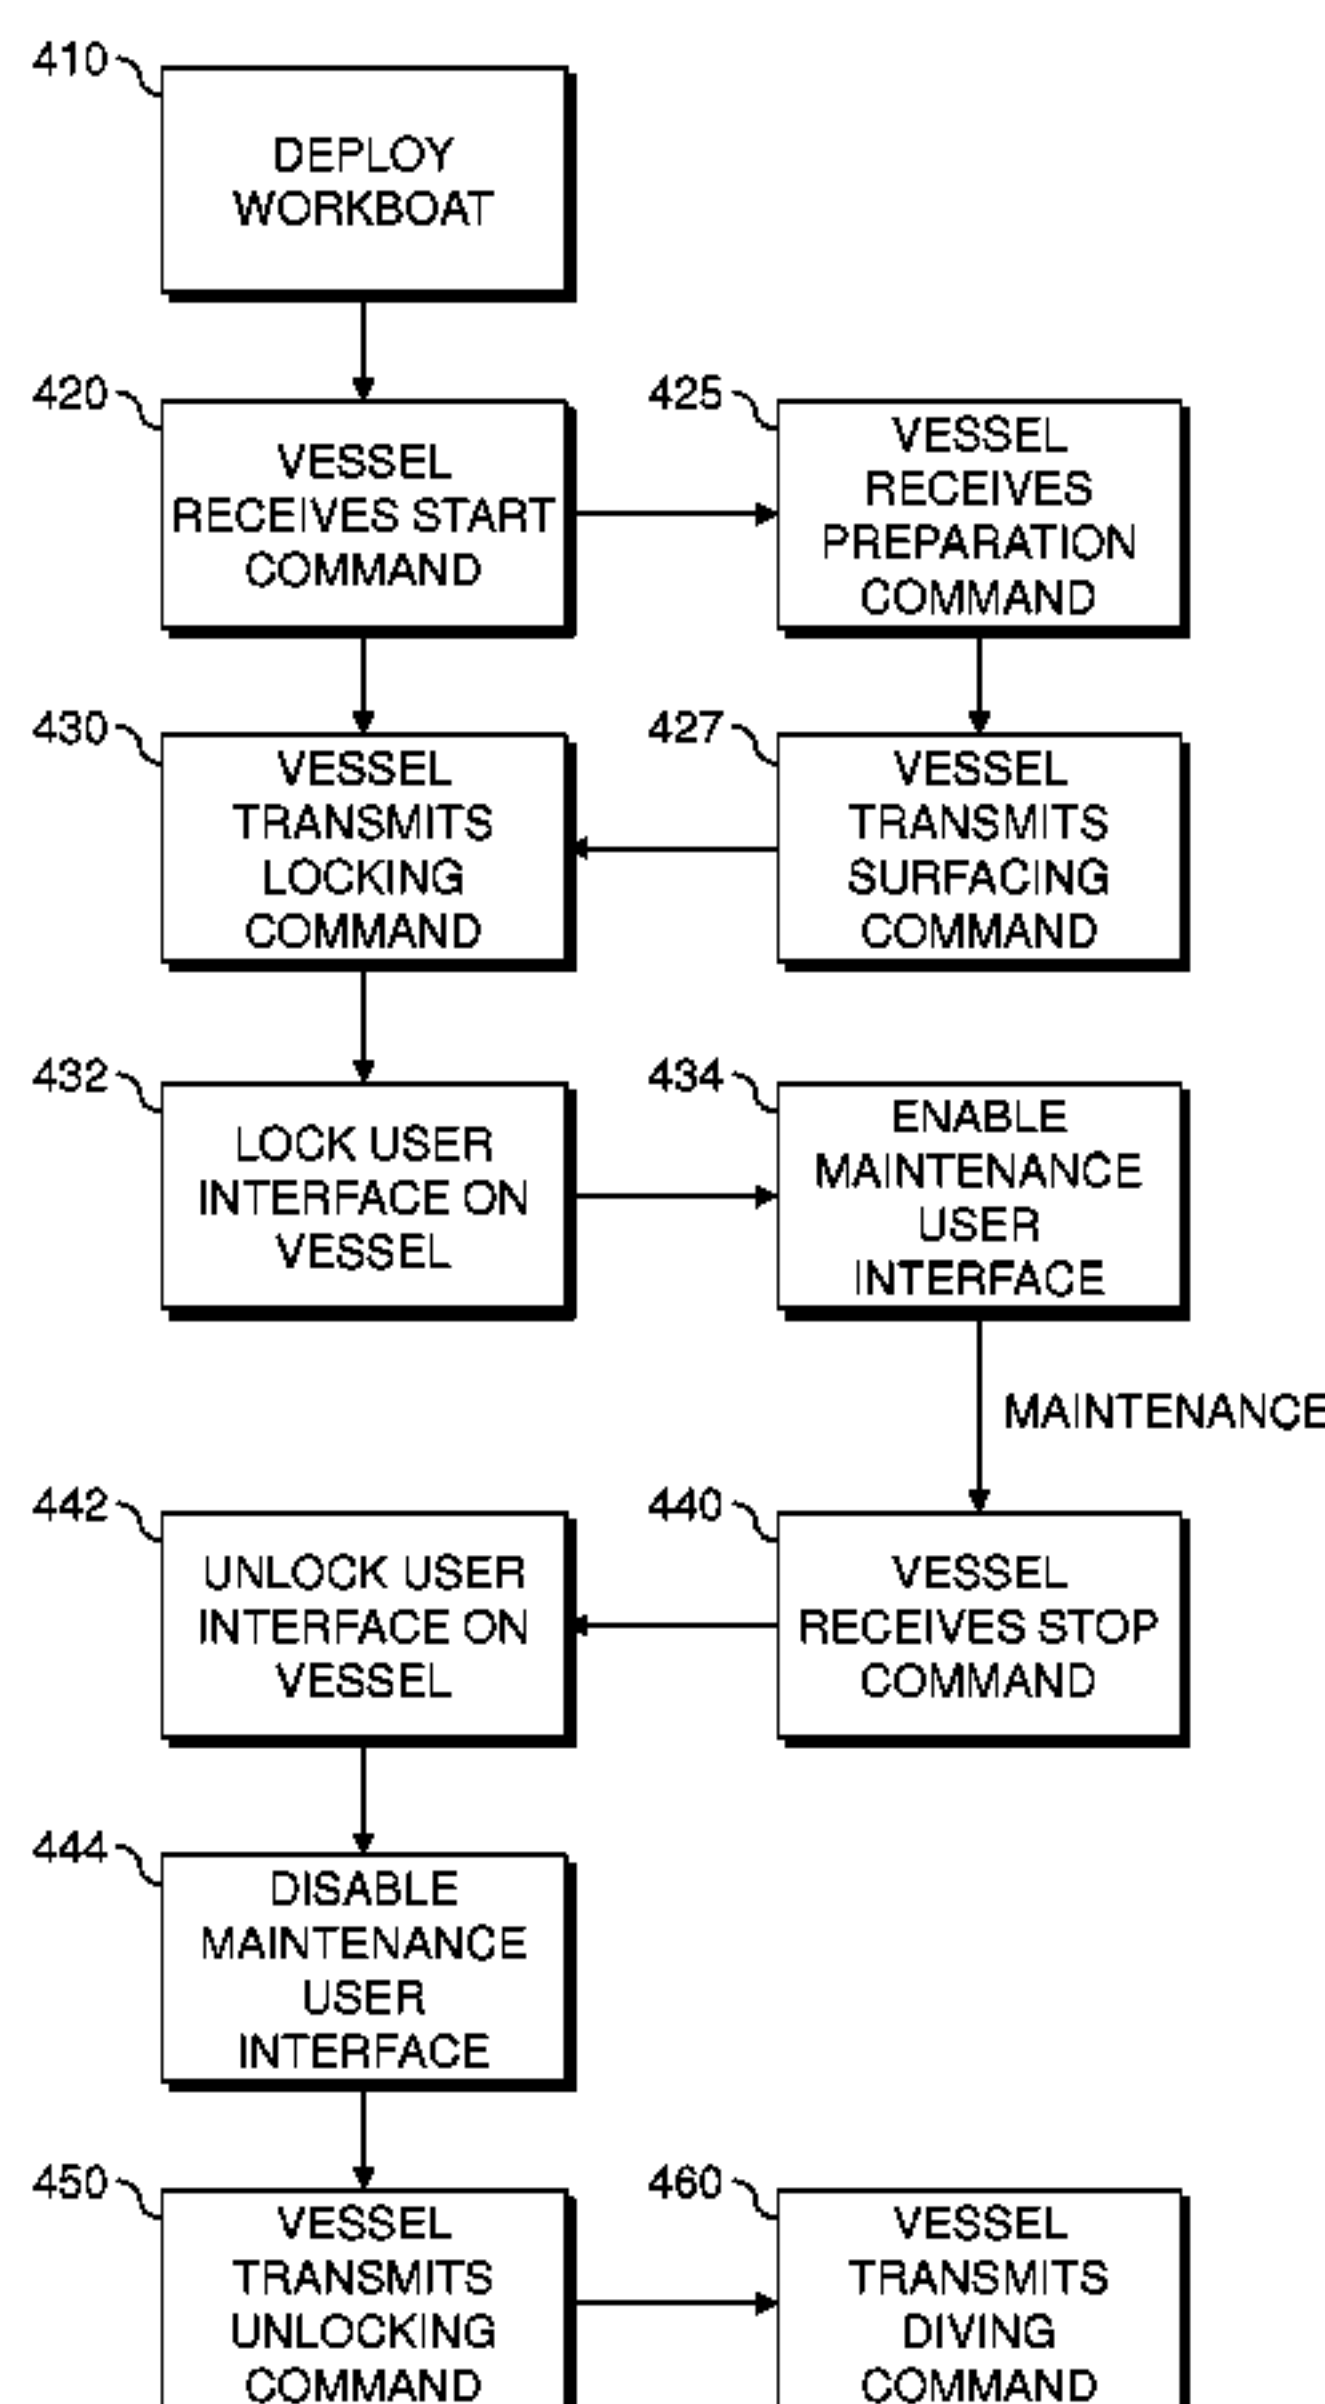 410
DEPLOY
WORKBOAT
420
VESSEL
RECEIVES START
COMMAND
425
VESSEL
RECEIVES
PREPARATION
COMMAND
430
VESSEL
TRANSMITS
LOCKING
COMMAND
427
VESSEL
TRANSMITS
SURFACING
COMMAND
432
LOCK USER
INTERFACE ON
VESSEL
434
ENABLE
MAINTENANCE
USER
INTERFACE
MAINTENANCE
442
UNLOCK USER
INTERFACE ON
VESSEL
440
VESSEL
RECEIVES STOP
COMMAND
444
DISABLE
MAINTENANCE
USER
INTERFACE
450
VESSEL
TRANSMITS
UNLOCKING
COMMAND
460
VESSEL
TRANSMITS
DIVING
COMMAND